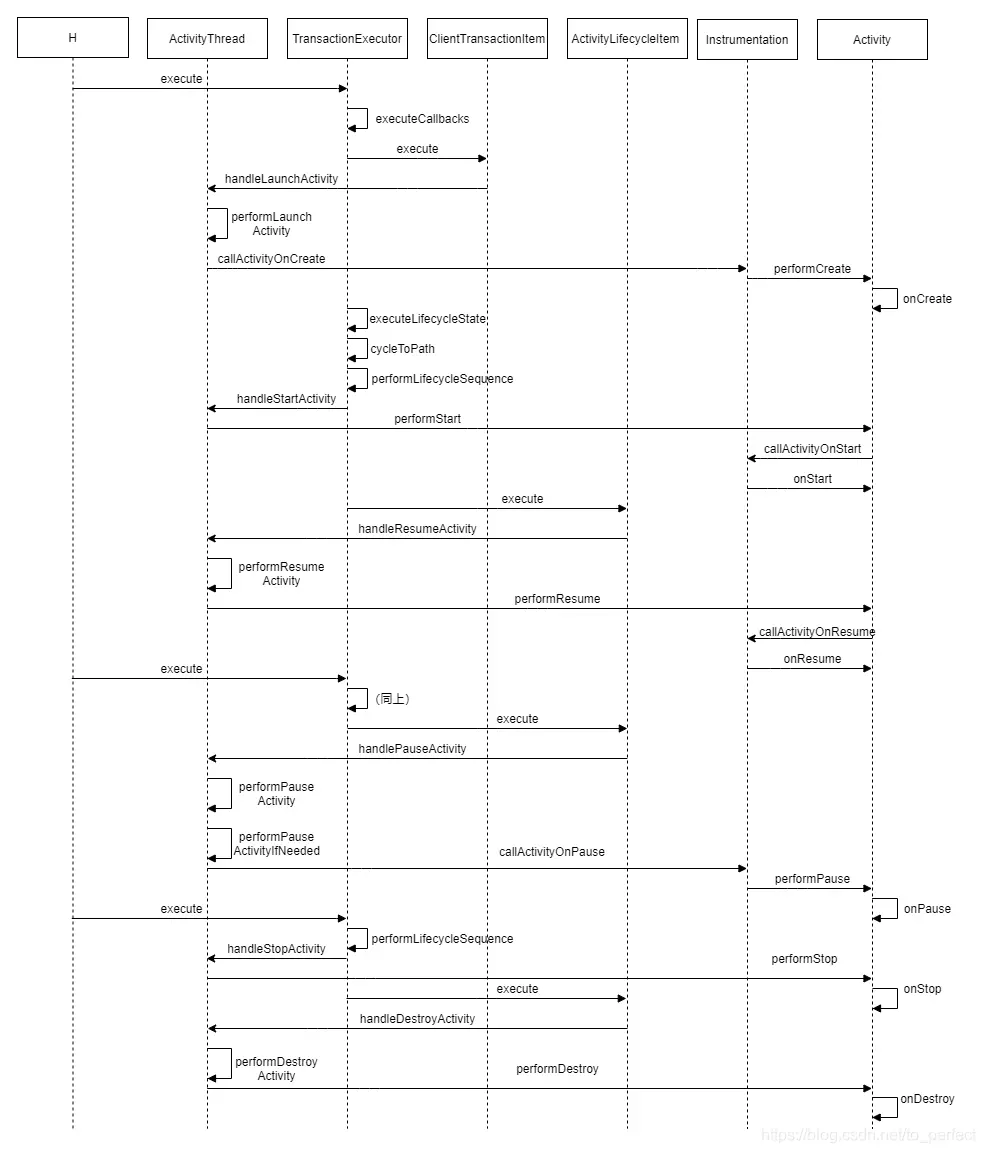 H
ActivityThread
TransactionExecutor
ClientTransactionItem
ActivityLifecycleItem
Instrumentation
Activity
execute
executeCallbacks
execute
handleLaunchActivity
performLaunch
Activity
callActivityOnCreate
performCreate
onCreate
executeLifecycleState
cycleToPath
performLifecycleSequence
handleStartActivity
performStart
callActivityOnStart
onStart
execute
handleResumeActivity
performResume
Activity
performResume
callActivityOnResume
onResume
execute
（同上）
execute
handlePauseActivity
performPause
Activity
performPause
ActivityIfNeeded
callActivityOnPause
performPause
onPause
execute
performLifecycleSequence
handleStopActivity
performStop
onStop
execute
handleDestroyActivity
performDestroy
Activity
performDestroy
onDestroy
https://blog.csdn.net/to_perfect